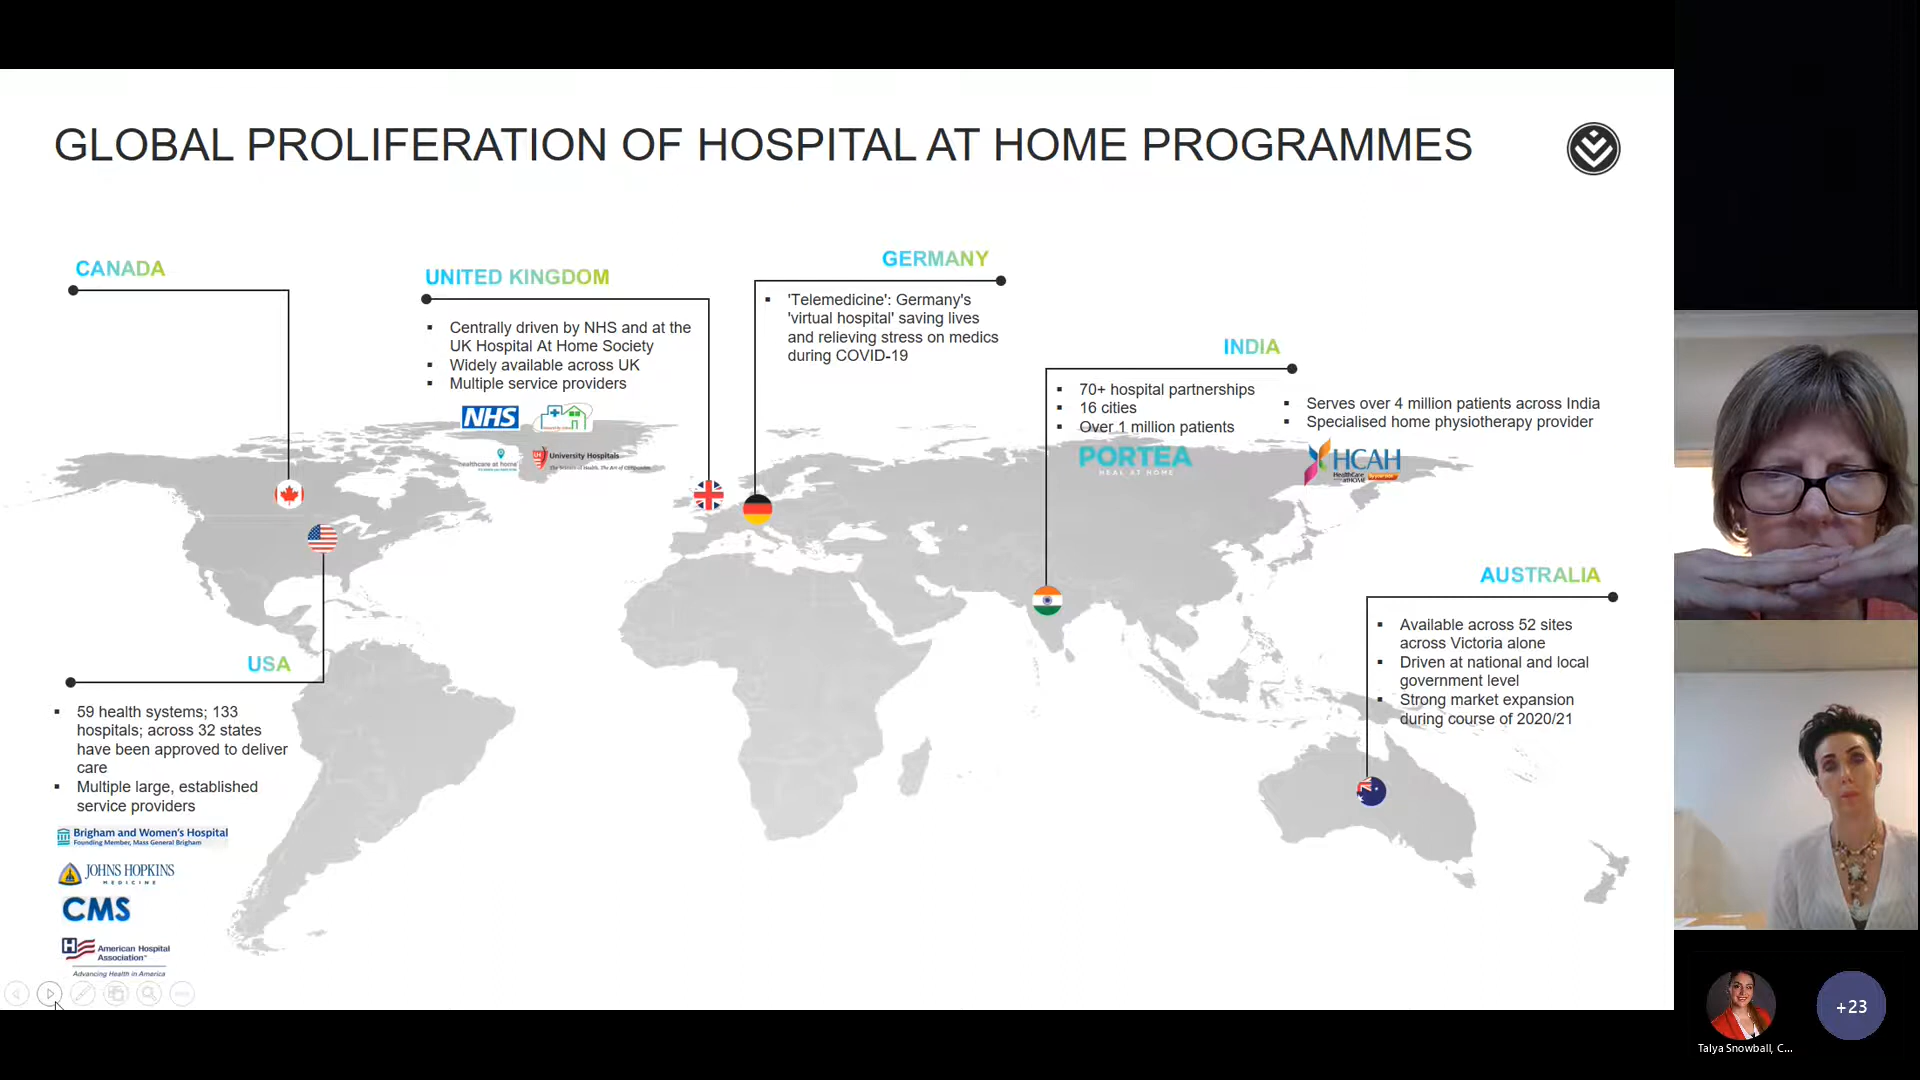 GLOBAL PROLIFERATION OF HOSPITAL AT HOME PROGRAMMES
CANADA
UNITED KINGDOM
Centrally driven by NHS and at the
UK Hospital At Home Society
Widely available across UK
Multiple service providers
NHS
healthcare at home
University Hospitals
GERMANY
'Telemedicine': Germany's
'virtual hospital' saving lives
and relieving stress on medics
during COVID-19
INDIA
70+ hospital partnerships
16 cities
Over 1 million patients
PORTEA
HEAL AT HOME
Serves over 4 million patients across India
Specialised home physiotherapy provider
HCAH
HealthCare
atHOME
AUSTRALIA
Available across 52 sites
across Victoria alone
Driven at national and local
government level
Strong market expansion
during course of 2020/21
USA
59 health systems; 133
hospitals; across 32 states
have been approved to deliver
care
Multiple large, established
service providers
Brigham and Women's Hospital
Founding Member, Mass General Brigham
JOHNS HOPKINS
MEDICINE
CMS
American Hospital
Association
Advancing Health in America
Talya Snowball, C...
+23